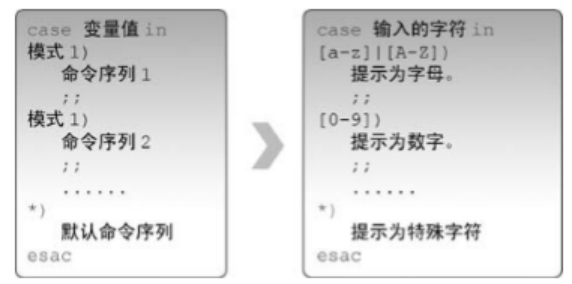 case 变量值 in
模式 1)
命令序列 1
;;
模式 1)
命令序列 2
;;
......
*)
默认命令序列
esac
case 输入的字符 in
[a-z]|[A-Z])
提示为字母。
;;
[0-9])
提示为数字。
;;
......
*)
提示为特殊字符
esac